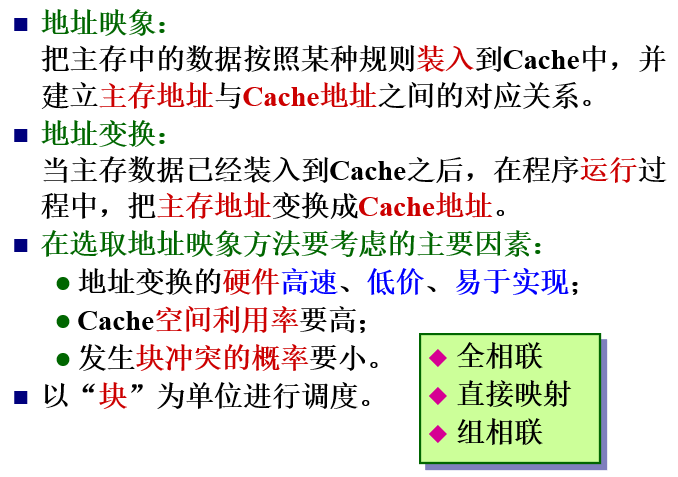 地址映象：
把主存中的数据按照某种规则装入到Cache中，并
建立主存地址与Cache地址之间的对应关系。
地址变换：
当主存数据已经装入到Cache之后，在程序运行过
程中，把主存地址变换成Cache地址。
在选取地址映象方法要考虑的主要因素：
地址变换的硬件高速、低价、易于实现；
Cache空间利用率要高；
发生块冲突的概率要小。
以“块”为单位进行调度。
全相联
直接映射
组相联